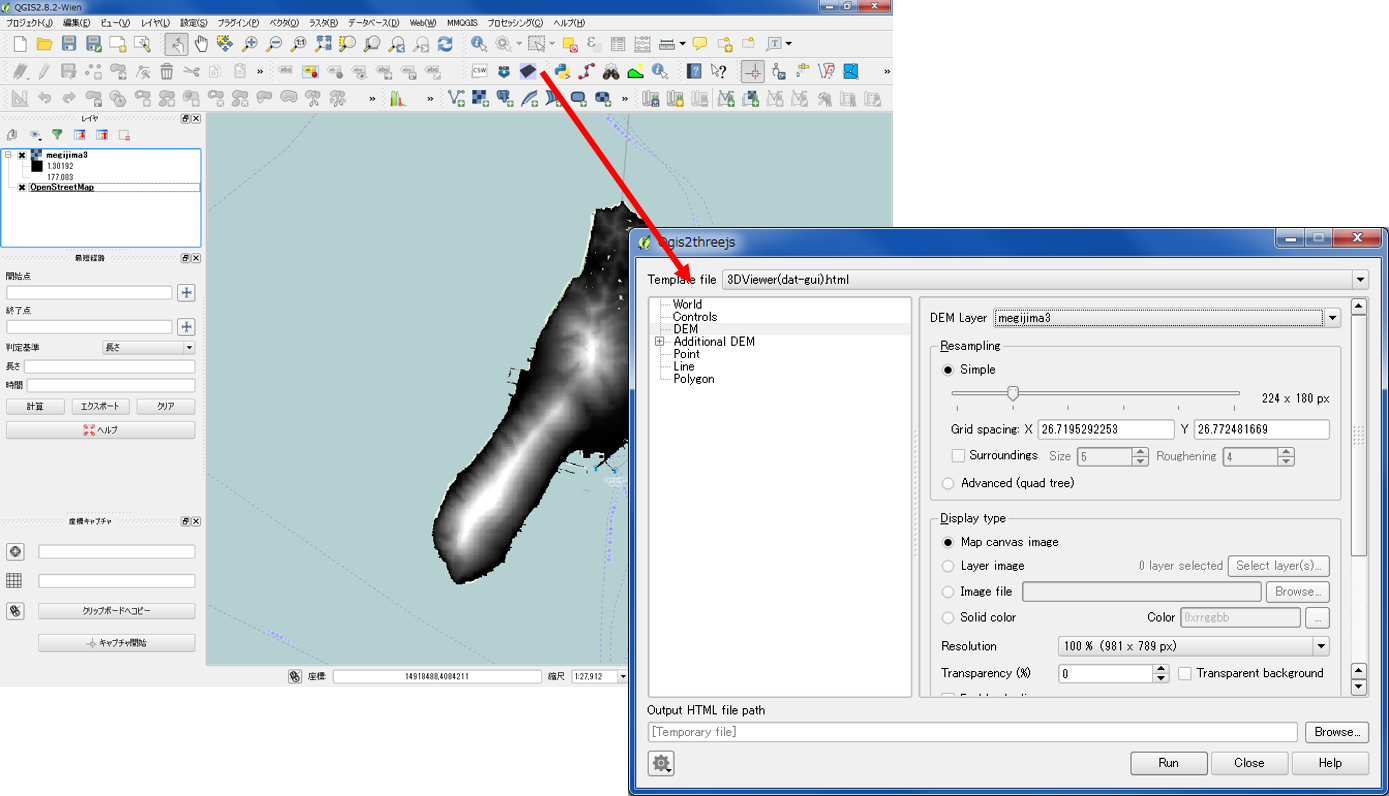 QGIS2.8.2-Wien
プロジェクト(J) 編集(E) ビュー(V) レイヤ(L) 設定(S) プラグイン(P) ベクタ(O) ラスタ(R) データベース(D) Web(W) MMQGIS プロセッシング(C) ヘルプ(H)
レイヤ
megijima3
1.30192
177.003
OpenStreetMap
最短経路
開始点
終了点
判定基準 長さ
長さ
時間
計算 エクスポート クリア
ヘルプ
座標キャプチャ
クリップボードへコピー
キャプチャ開始
座標: 14918488,4084211 縮尺 1:27,912
Qgis2threejs
Template file 3DViewer(dat-gui).html
World
Controls
DEM
Additional DEM
Point
Line
Polygon
DEM Layer megijima3
Resampling
Simple
224 x 180 px
Grid spacing: X 26.7195292253 Y 26.772481669
Surroundings Size 5 Roughening 4
Advanced (quad tree)
Display type
Map canvas image
Layer image 0 layer selected Select layer(s)...
Image file Browse...
Solid color Color 0xrrggbb ...
Resolution 100 % (981 x 789 px)
Transparency (%) 0 Transparent background
Output HTML file path
[Temporary file] Browse...
Run Close Help